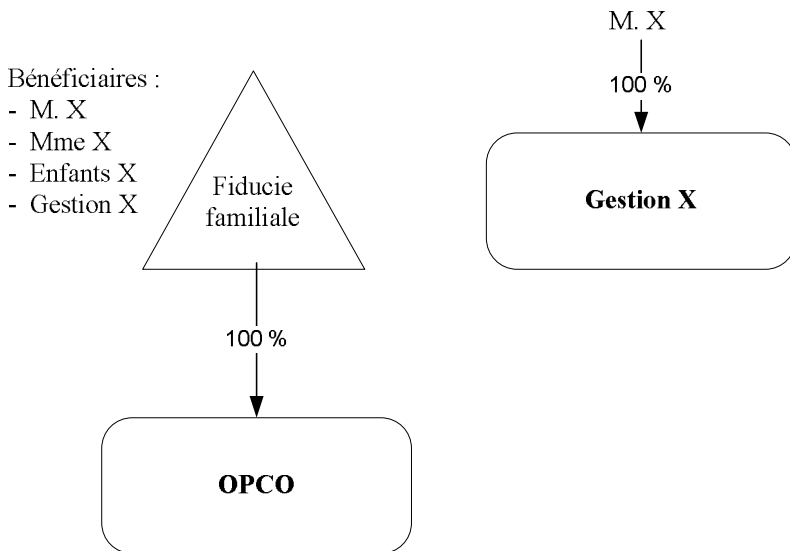 Bénéficiaires :
- M. X
- Mme X
- Enfants X
- Gestion X
Fiducie
familiale
100 %
OPCO
M. X
100 %
Gestion X